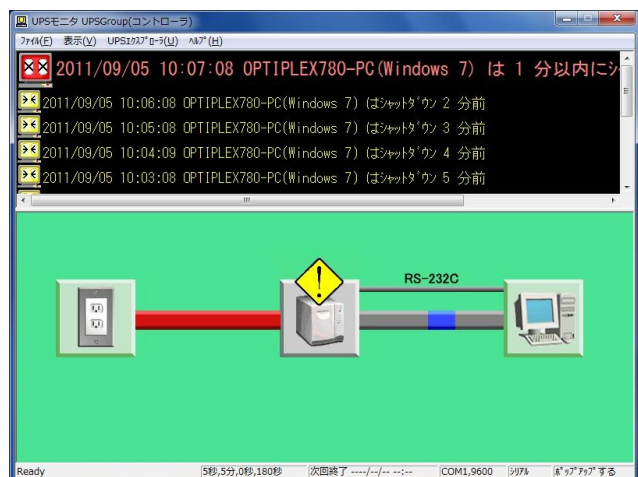 UPSモニタ UPSGroup(コントローラ)
ﾌｧｲﾙ(F) 表示(V) UPSｴｸｽﾌﾟﾛｰﾗ(U) ﾍﾙﾌﾟ(H)
2011/09/05 10:07:08 OPTIPLEX780-PC(Windows 7) は 1 分以内にシ
2011/09/05 10:06:08 OPTIPLEX780-PC(Windows 7) はｼｬｯﾄﾀﾞｳﾝ 2 分前
2011/09/05 10:05:08 OPTIPLEX780-PC(Windows 7) はｼｬｯﾄﾀﾞｳﾝ 3 分前
2011/09/05 10:04:09 OPTIPLEX780-PC(Windows 7) はｼｬｯﾄﾀﾞｳﾝ 4 分前
2011/09/05 10:03:08 OPTIPLEX780-PC(Windows 7) はｼｬｯﾄﾀﾞｳﾝ 5 分前
RS-232C
Ready 5秒,5分,0秒,180秒 次回終了 ----/--/-- --:-- COM1,9600 ｼﾘｱﾙ ﾎﾟｯﾌﾟｱｯﾌﾟする